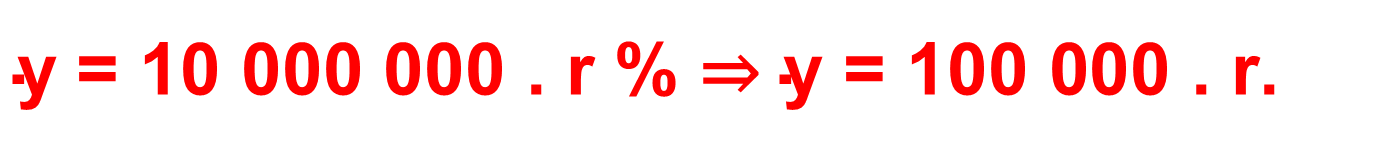 -y = 10 000 000 . r % ⇒ -y = 100 000 . r.